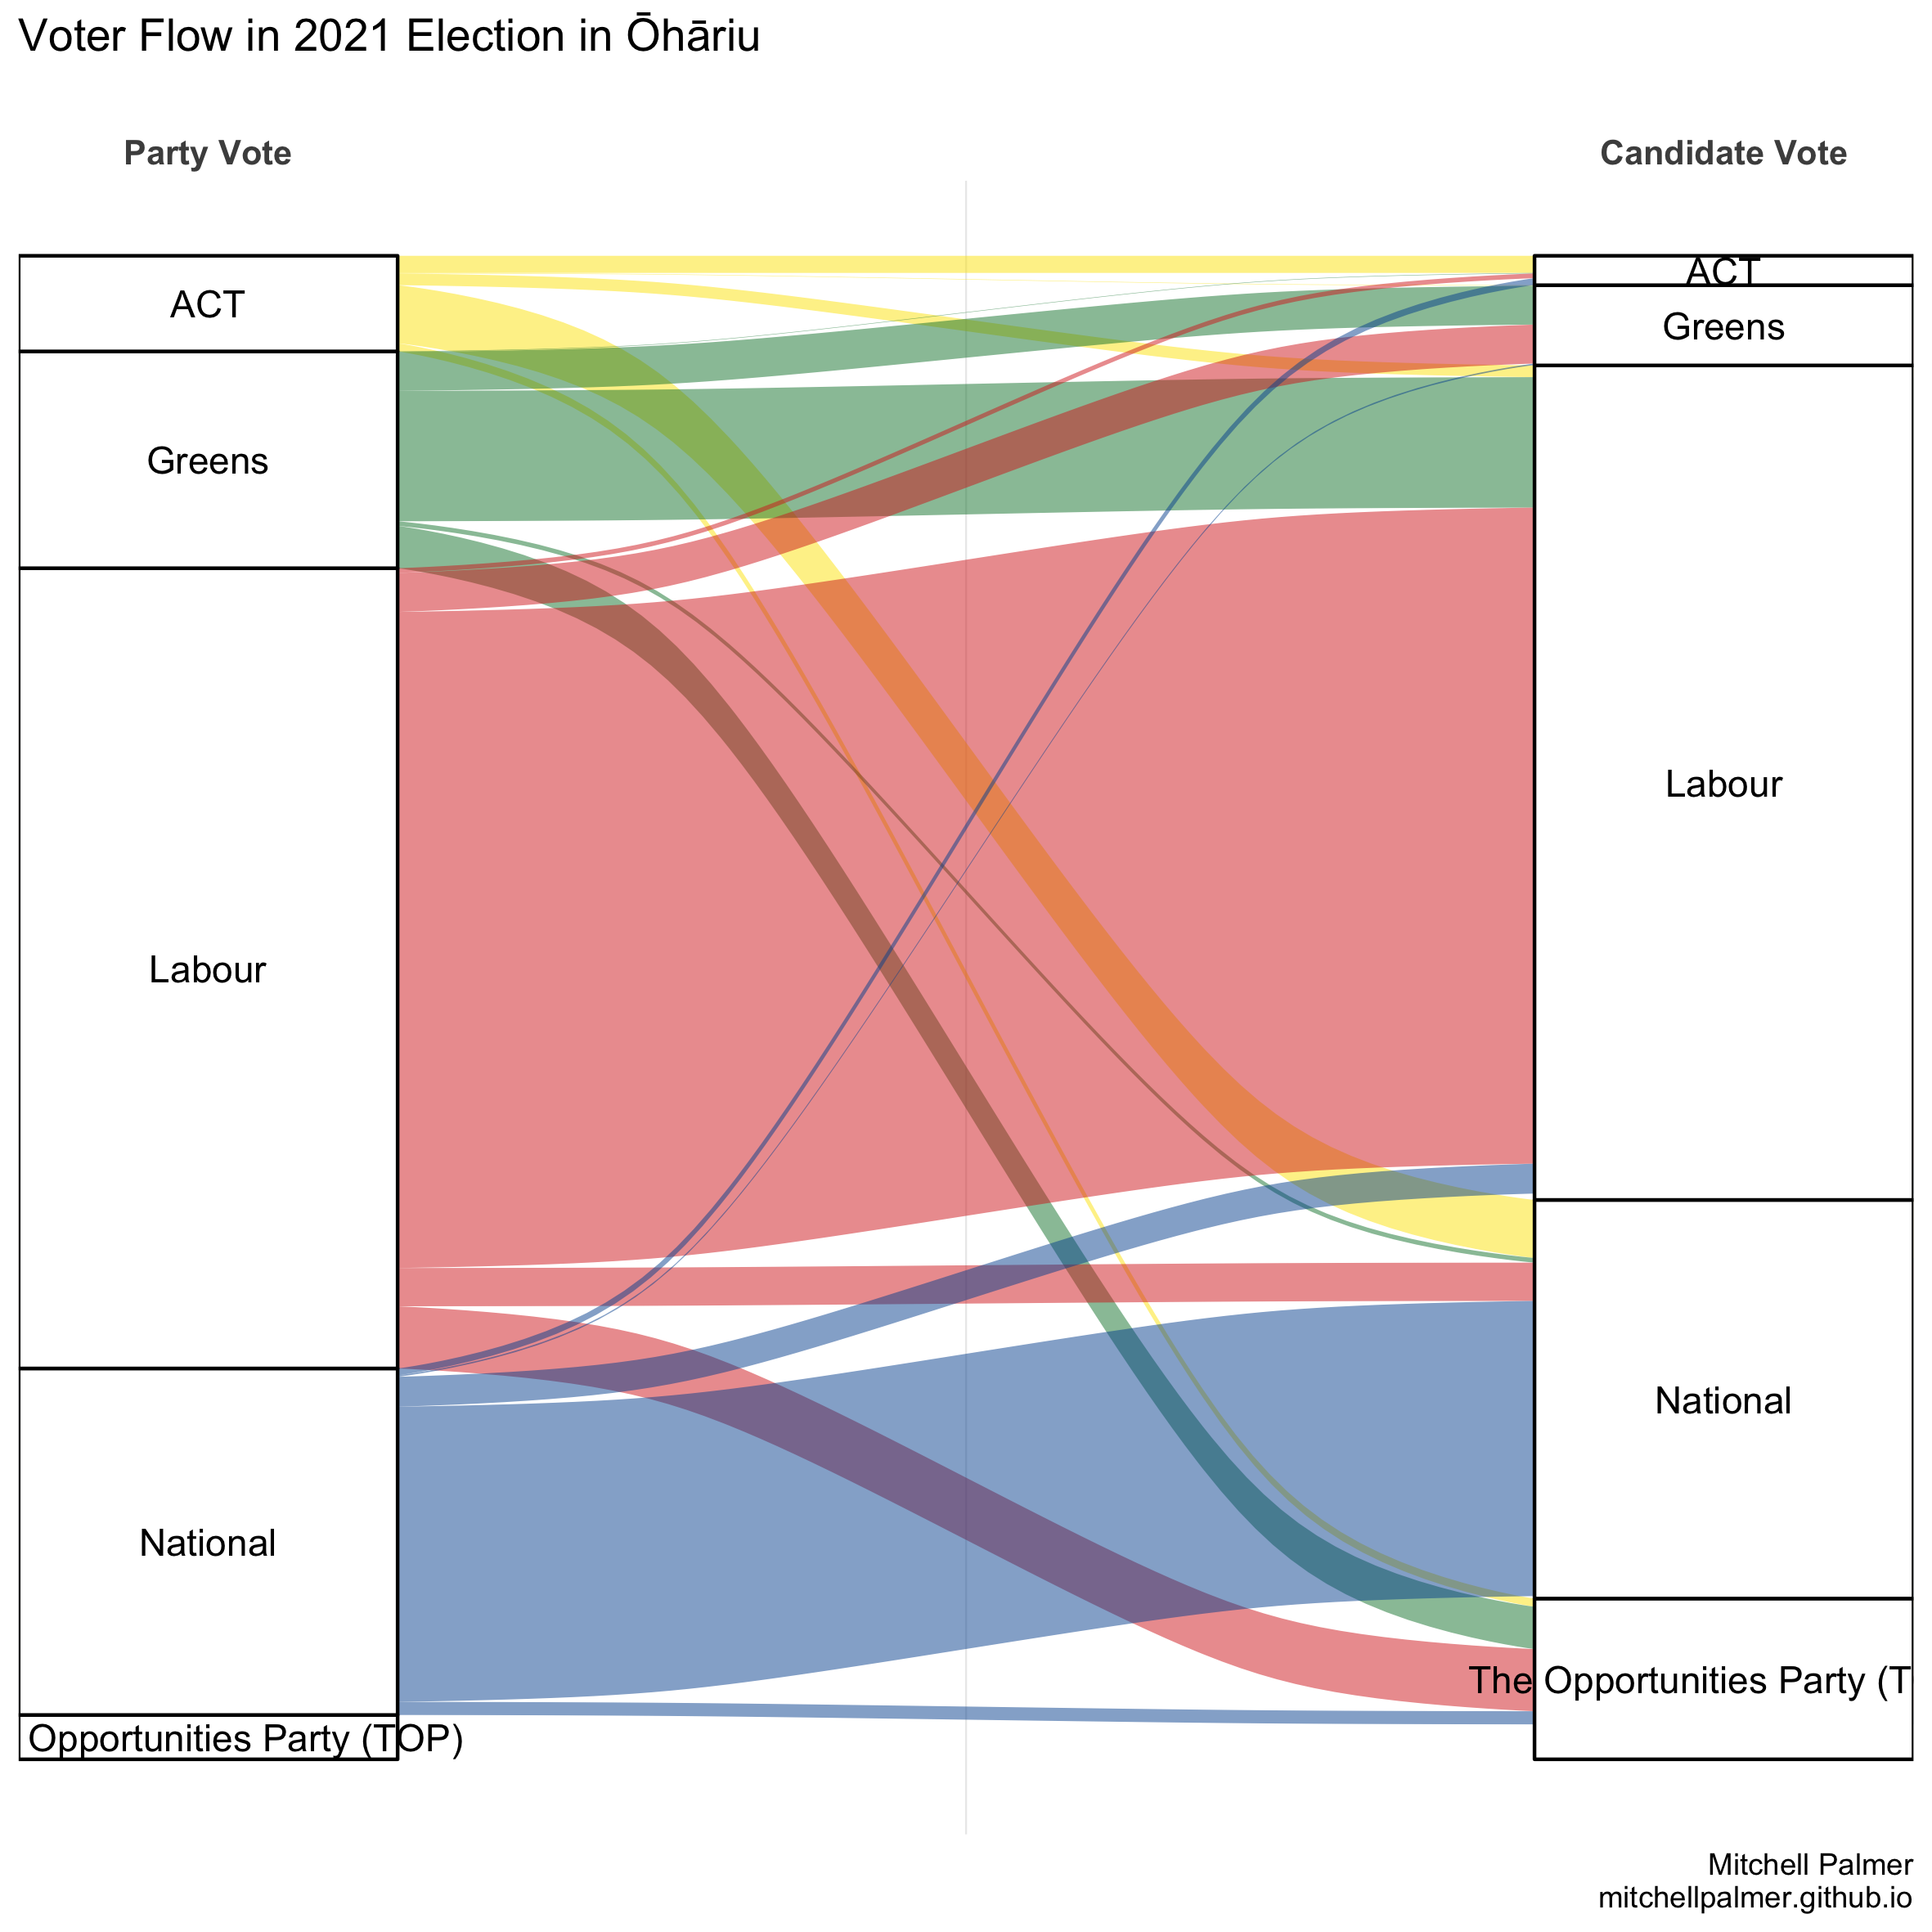 Voter Flow in 2021 Election in Ōhāriu
Party Vote
Candidate Vote
ACT
Greens
Labour
National
Opportunities Party (TOP)
ACT
Greens
Labour
National
The Opportunities Party (T
Mitchell Palmer
mitchellpalmer.github.io